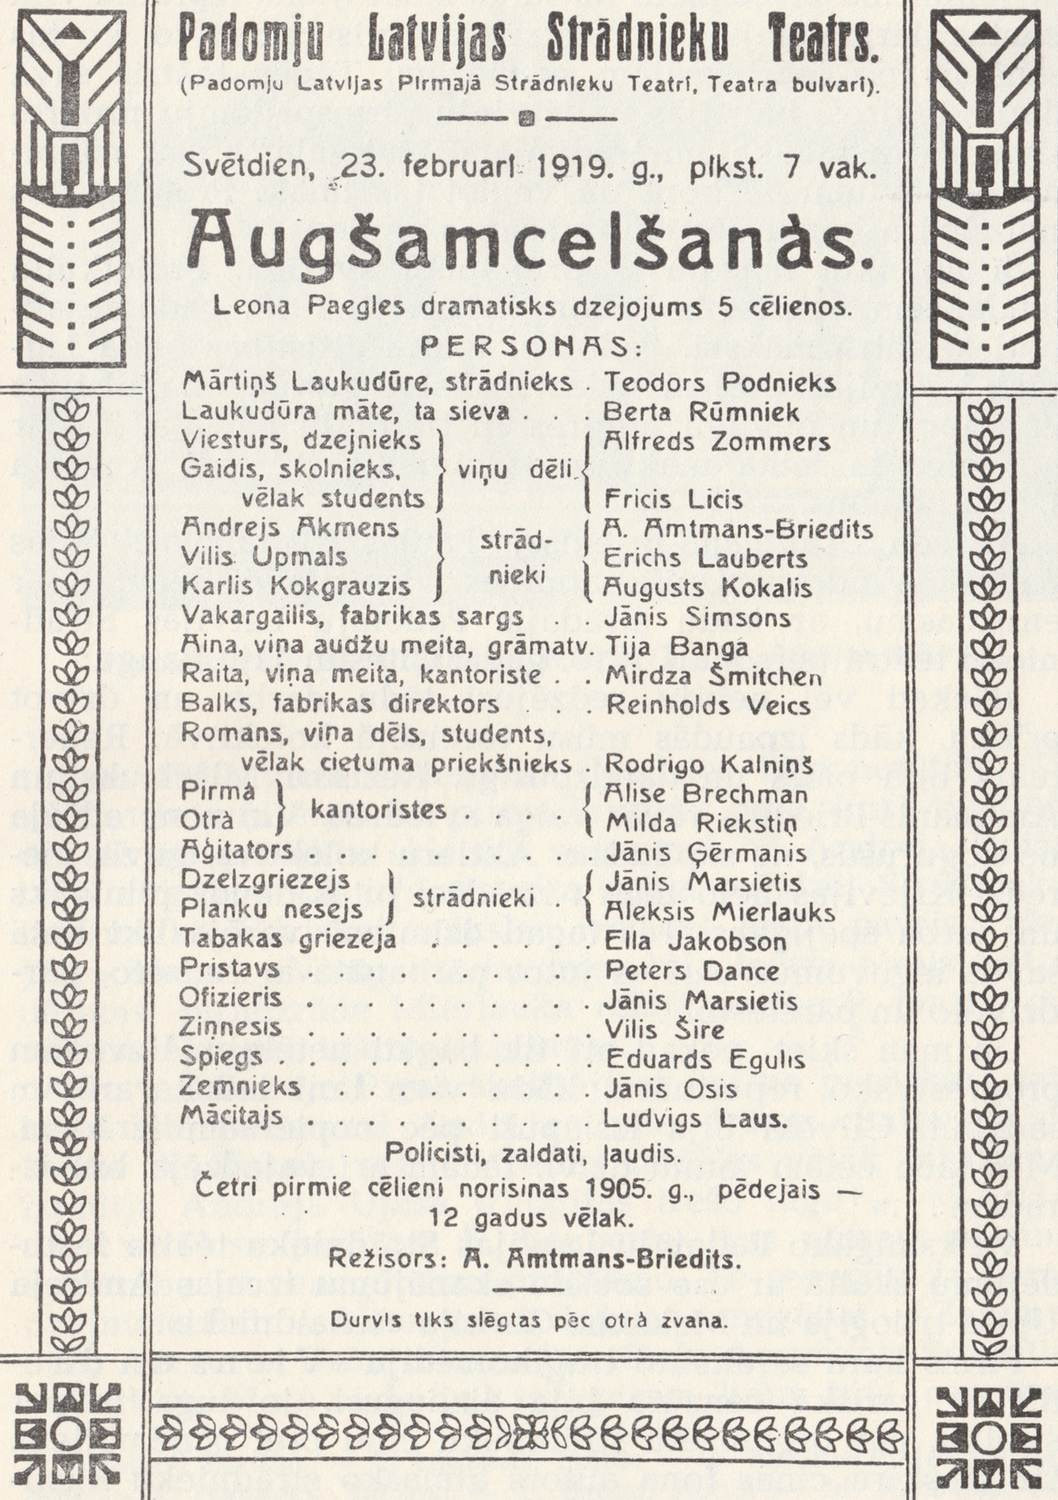 Padomju Latvijas Strādnieku Teatrs.
(Padomju Latvijas Pirmajā Strādnieku Teatrī, Teatra bulvarī).
Svētdien, 23. februarī 1919. g., plkst. 7 vak.
Augšamcelšanàs.
Leona Paegles dramatisks dzejojums 5 cēlienos.
PERSONAS:
Mārtiņš Laukudūre, strādnieks . Teodors Podnieks
Laukudūra māte, ta sieva . . . Berta Rūmniek
Viesturs, dzejnieks } viņu dēli { Alfreds Zommers
Gaidis, skolnieks,
vēlak students } { Fricis Licis
Andrejs Akmens } strād- { A. Amtmans-Briedits
Vilis Upmals } nieki { Erichs Lauberts
Karlis Kokgrauzis } { Augusts Kokalis
Vakargailis, fabrikas sargs . . Jānis Simsons
Aina, viņa audžu meita, grāmatv. Tija Banga
Raita, viņa meita, kantoriste . . Mirdza Šmitchen
Balks, fabrikas direktors . . . Reinholds Veics
Romans, viņa dēls, students,
vēlak cietuma priekšnieks . Rodrigo Kalniņš
Pirmà } kantoristes { Alise Brechman
Otrà } { Milda Riekstiņ
Aģitators . . . . . . . . . Jānis Ģērmanis
Dzelzgriezejs } strādnieki . . { Jānis Marsietis
Planku nesejs } { Aleksis Mierlauks
Tabakas griezeja . . . . . . Ella Jakobson
Pristavs . . . . . . . . . . Peters Dance
Ofizieris . . . . . . . . . . Jānis Marsietis
Ziņnesis . . . . . . . . . . Vilis Šire
Spiegs . . . . . . . . . . . Eduards Egulis
Zemnieks . . . . . . . . . . Jānis Osis
Mācitajs . . . . . . . . . . Ludvigs Laus.
Policisti, zaldati, ļaudis.
Četri pirmie cēlieni norisinas 1905. g., pēdejais —
12 gadus vēlak.
Režisors: A. Amtmans-Briedits.
Durvis tiks slēgtas pēc otrà zvana.